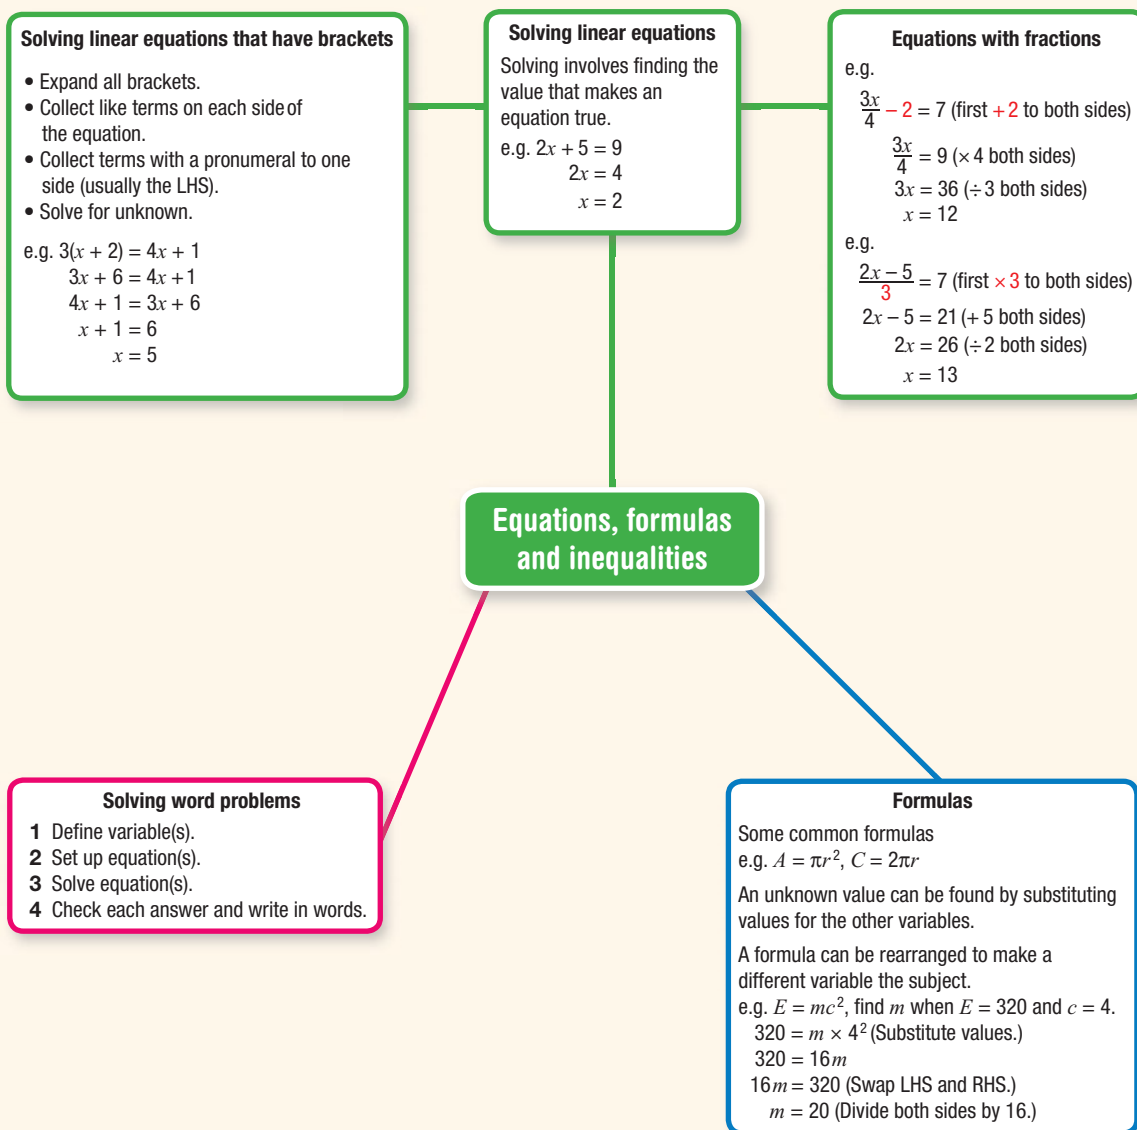 Solving linear equations that have brackets
• Expand all brackets.
• Collect like terms on each side of
the equation.
• Collect terms with a pronumeral to one
side (usually the LHS).
• Solve for unknown.
e.g. 3(x + 2) = 4x + 1
3x + 6 = 4x + 1
4x + 1 = 3x + 6
x + 1 = 6
x = 5
Solving linear equations
Solving involves finding the
value that makes an
equation true.
e.g. 2x + 5 = 9
2x = 4
x = 2
Equations with fractions
e.g.
3x/4 − 2 = 7 (first + 2 to both sides)
3x/4 = 9 (× 4 both sides)
3x = 36 (÷ 3 both sides)
x = 12
e.g.
(2x − 5)/3 = 7 (first × 3 to both sides)
2x − 5 = 21 (+ 5 both sides)
2x = 26 (÷ 2 both sides)
x = 13
Equations, formulas
and inequalities
Solving word problems
1 Define variable(s).
2 Set up equation(s).
3 Solve equation(s).
4 Check each answer and write in words.
Formulas
Some common formulas
e.g. A = πr², C = 2πr
An unknown value can be found by substituting
values for the other variables.
A formula can be rearranged to make a
different variable the subject.
e.g. E = mc², find m when E = 320 and c = 4.
320 = m × 4² (Substitute values.)
320 = 16m
16m = 320 (Swap LHS and RHS.)
m = 20 (Divide both sides by 16.)